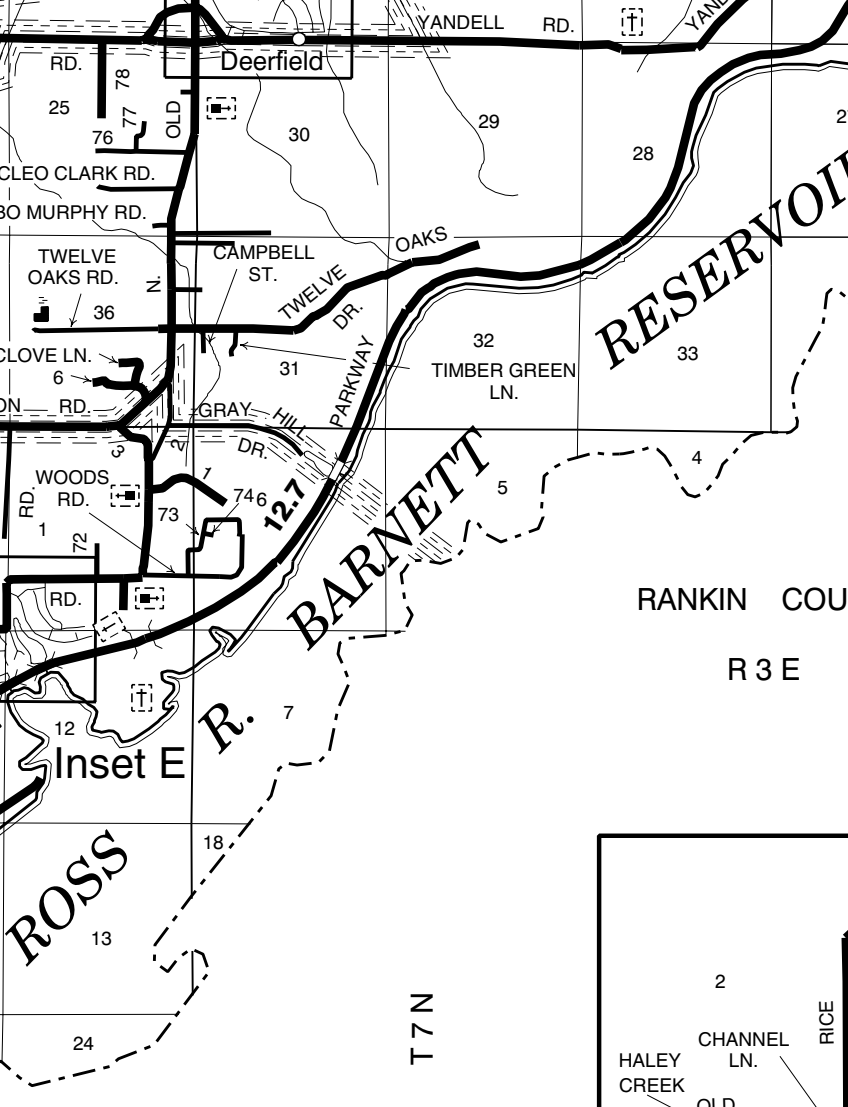 YANDELL RD.
YAND
RD.
Deerfield
78
25
77
OLD
76
30
29
28
CLEO CLARK RD.
BO MURPHY RD.
RESERVOI
TWELVE
OAKS RD.
CAMPBELL
ST.
N.
TWELVE OAKS
DR.
36
31
32
33
CLOVE LN.
6
TIMBER GREEN
LN.
PARKWAY
ON RD.
GRAY HILL
DR.
3
2
1
4
5
WOODS
RD.
RD.
73
74
6
12.7
1
72
BARNETT
RD.
RANKIN COU
R 3 E
7
R.
12
Inset E
18
ROSS
13
24
T 7 N
2
RICE
CHANNEL
LN.
HALEY
CREEK
OLD